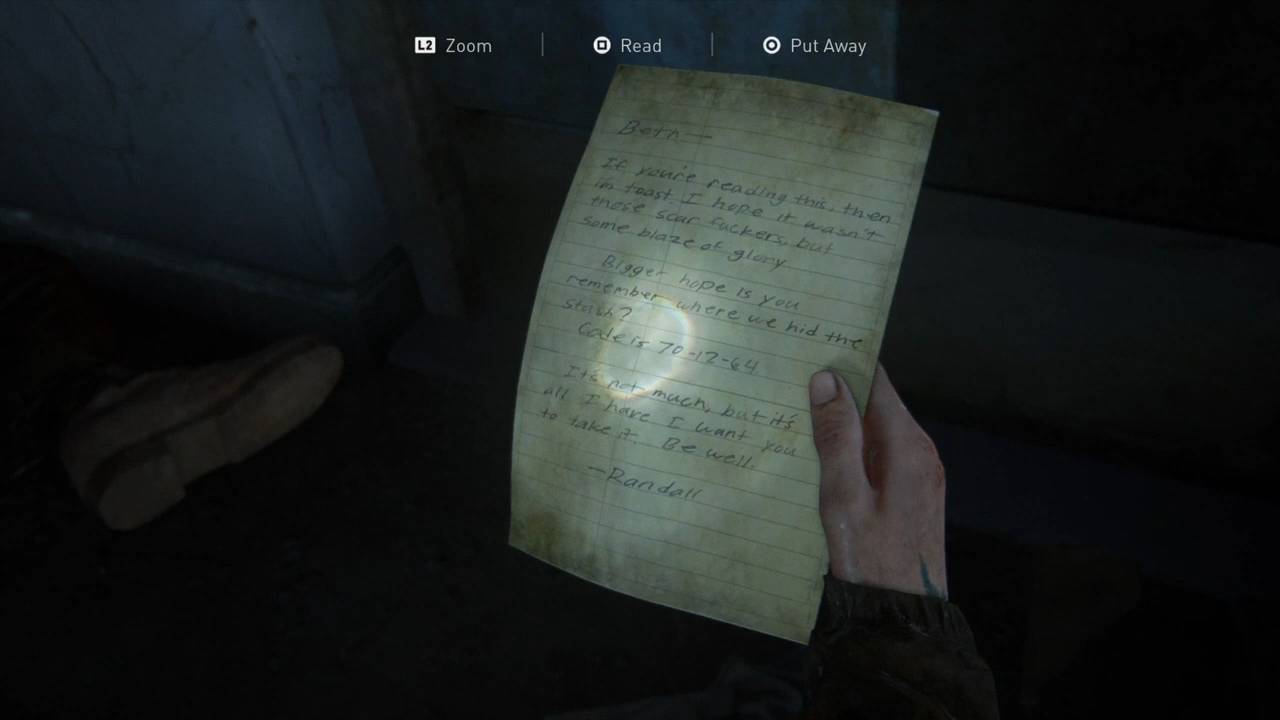 L2 Zoom | Read | Put Away
Beth—
If you're reading this, then
i'm toast. I hope it wasn't
those scar fuckers, but
some blaze of glory
Bigger hope is you
remember where we hid the
stash?
Code is 70-12-64.
It's not much, but it's
all I have I want you
to take it. Be well.
—Randall